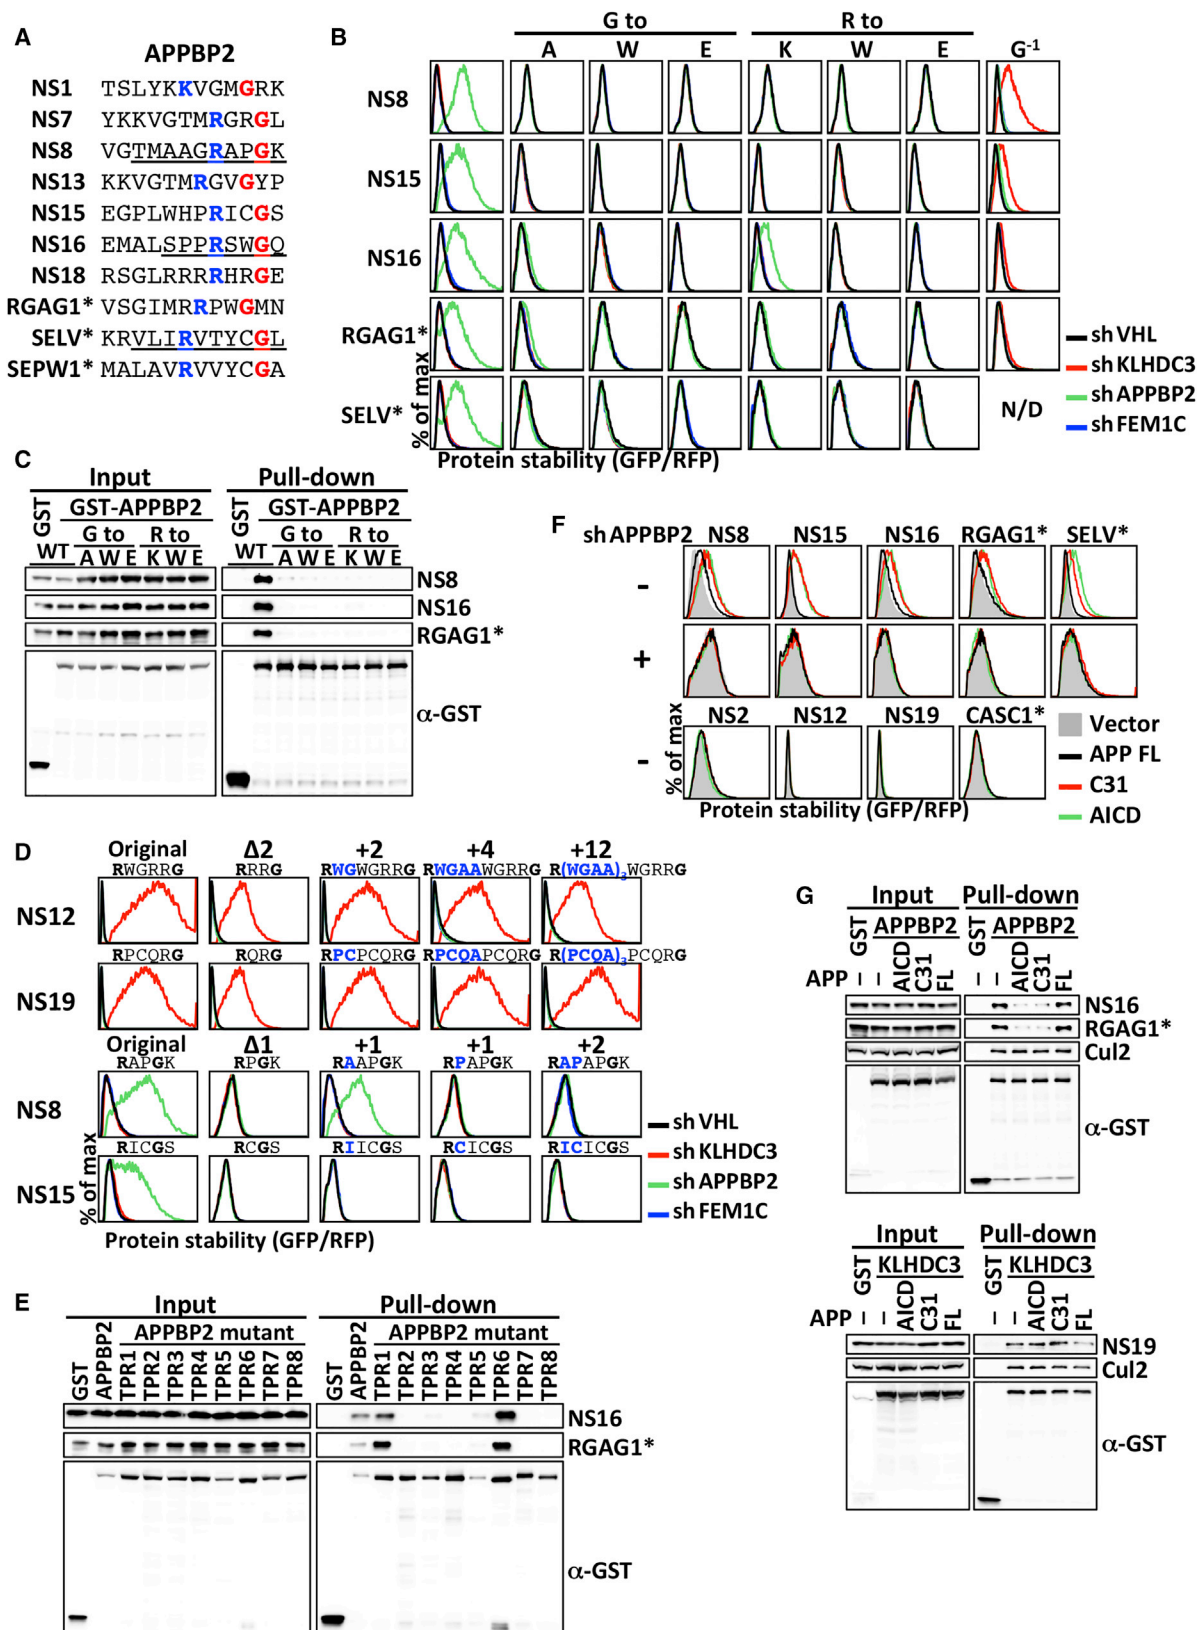 A
APPBP2
NS1 TSLYKKVGMGRK
NS7 YKKVGTMRGRGL
NS8 VGTMAAGRAPGK
NS13 KKVGTMRGVGYP
NS15 EGPLWHPRICGS
NS16 EMALSPPRSWGQ
NS18 RSGLRRRRHRGE
RGAG1* VSGIMRRPWGMN
SELV* KRVLIRVTYCGL
SEPW1* MALAVRVVYCGA
B
G to R to
A W E K W E G-1
NS8
NS15
NS16
RGAG1*
SELV*
N/D
% of max
Protein stability (GFP/RFP)
sh VHL
sh KLHDC3
sh APPBP2
sh FEM1C
C
Input Pull-down
GST GST-APPBP2 GST GST-APPBP2
G to R to G to R to
WT A W E K W E WT A W E K W E
NS8
NS16
RGAG1*
α-GST
F
sh APPBP2 NS8 NS15 NS16 RGAG1* SELV*
-
+
NS2 NS12 NS19 CASC1*
-
% of max
Protein stability (GFP/RFP)
Vector
APP FL
C31
AICD
D
Original Δ2 +2 +4 +12
RWGRRG RRRG RWGWGRRG RWGAAWGRRG R(WGAA)3WGRRG
NS12
RPCQRG RQRG RPCPCQRG RPCQAPCQRG R(PCQA)3PCQRG
NS19
Original Δ1 +1 +1 +2
RAPGK RPGK RAAPGK RPAPGK RAPAPGK
NS8
RICGS RCGS RIICGS RCICGS RICICGS
NS15
% of max
Protein stability (GFP/RFP)
sh VHL
sh KLHDC3
sh APPBP2
sh FEM1C
E
Input Pull-down
APPBP2 mutant APPBP2 mutant
GST APPBP2 TPR1 TPR2 TPR3 TPR4 TPR5 TPR6 TPR7 TPR8 GST APPBP2 TPR1 TPR2 TPR3 TPR4 TPR5 TPR6 TPR7 TPR8
NS16
RGAG1*
α-GST
G
Input Pull-down
GST APPBP2 GST APPBP2
APP – – AICD C31 FL – – AICD C31 FL
NS16
RGAG1*
Cul2
α-GST
Input Pull-down
GST KLHDC3 GST KLHDC3
APP – – AICD C31 FL – – AICD C31 FL
NS19
Cul2
α-GST